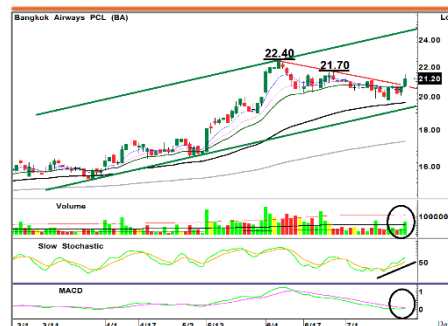 Bangkok Airways PCL (BA)
24.00
22.40
22.00
21.70
21.20
20.00
18.00
16.00
Volume
Slow Stochastic
50
MACD
1
0
4/1 4/17 5/2 5/13 6/4 6/17 7/1